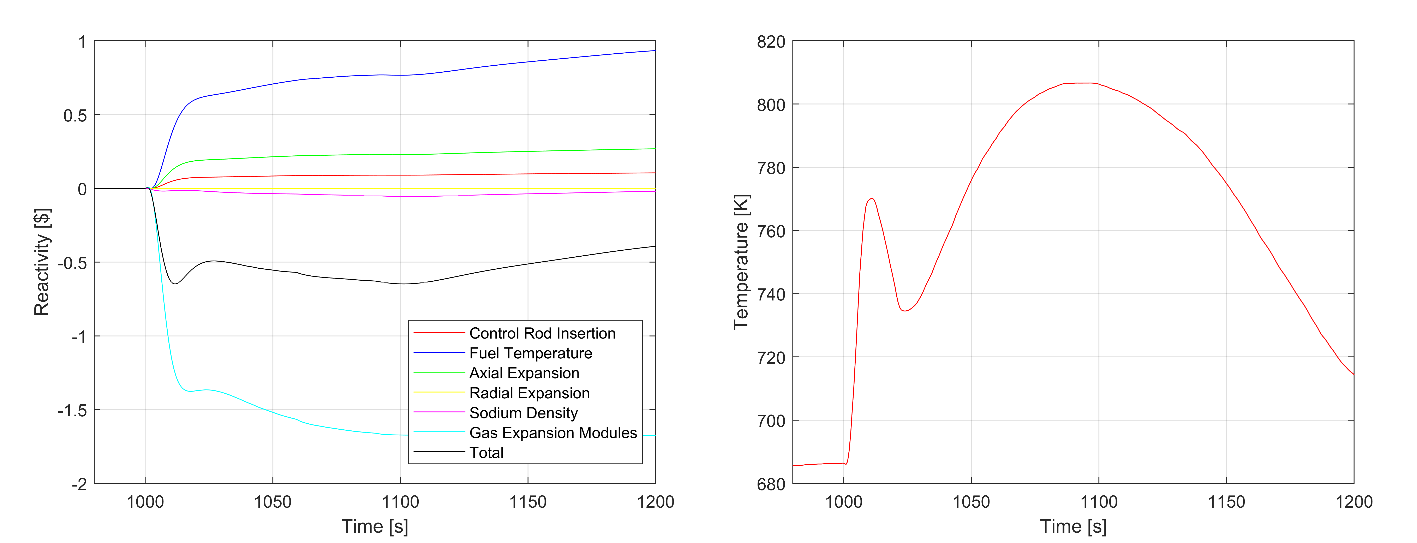 1
0.5
0
-0.5
-1
-1.5
-2
Reactivity [$]
1000
1050
1100
1150
1200
Time [s]
Control Rod Insertion
Fuel Temperature
Axial Expansion
Radial Expansion
Sodium Density
Gas Expansion Modules
Total
820
800
780
760
740
720
700
680
Temperature [K]
1000
1050
1100
1150
1200
Time [s]